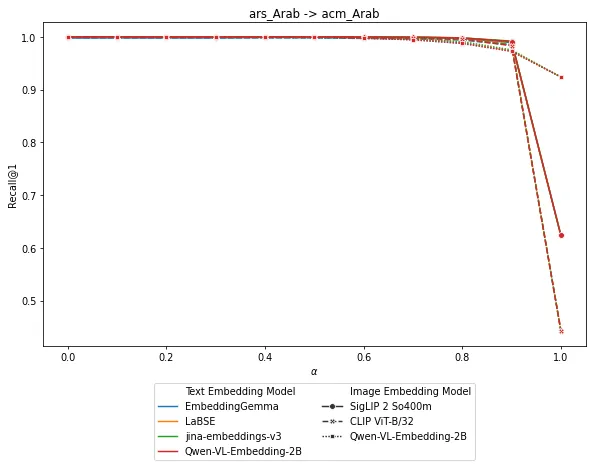 ars_Arab -> acm_Arab
Recall@1
1.0
0.9
0.8
0.7
0.6
0.5
0.0 0.2 0.4 0.6 0.8 1.0
α
Text Embedding Model Image Embedding Model
EmbeddingGemma SigLIP 2 So400m
LaBSE CLIP ViT-B/32
jina-embeddings-v3 Qwen-VL-Embedding-2B
Qwen-VL-Embedding-2B